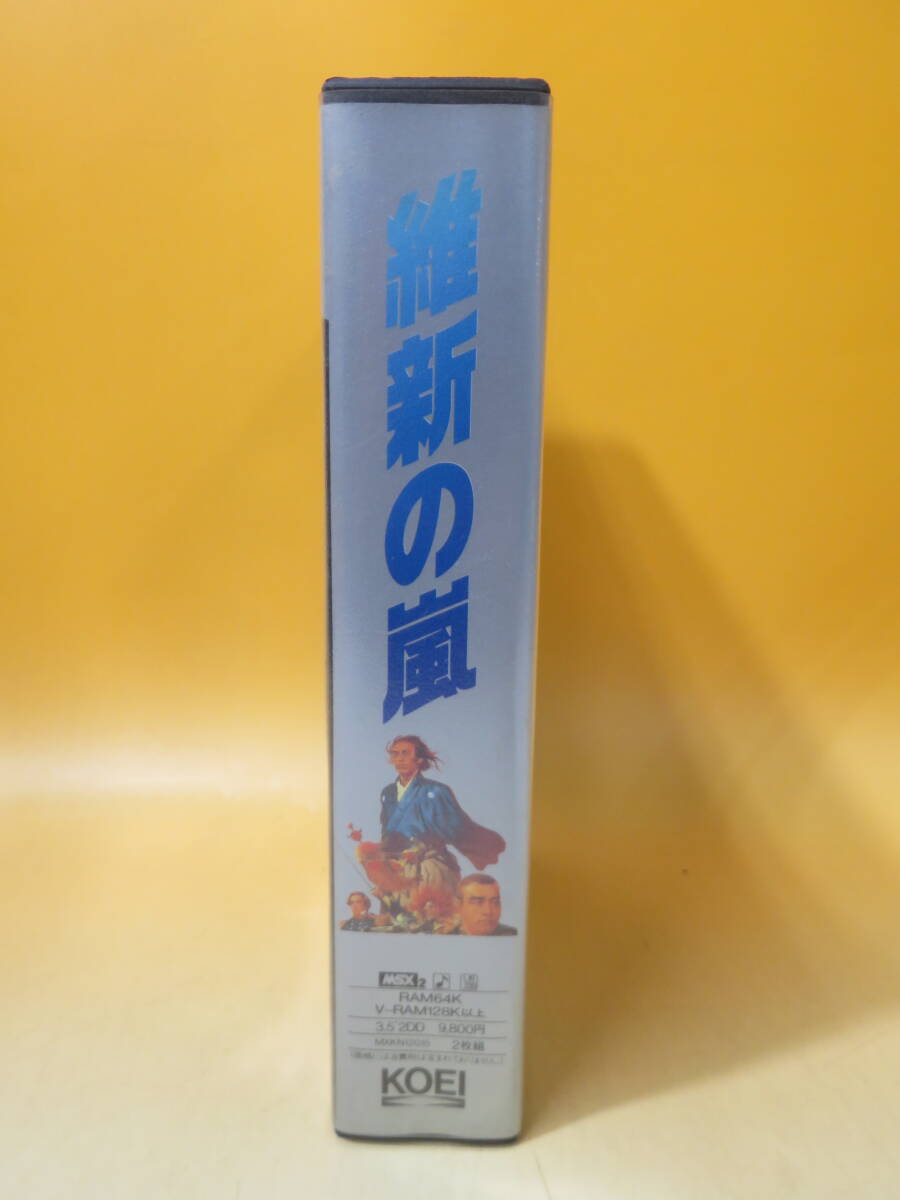 維新の嵐
MSX2
RAM64K
V-RAM128K以上
3.5"2DD 9,800円
2枚組
KOEI